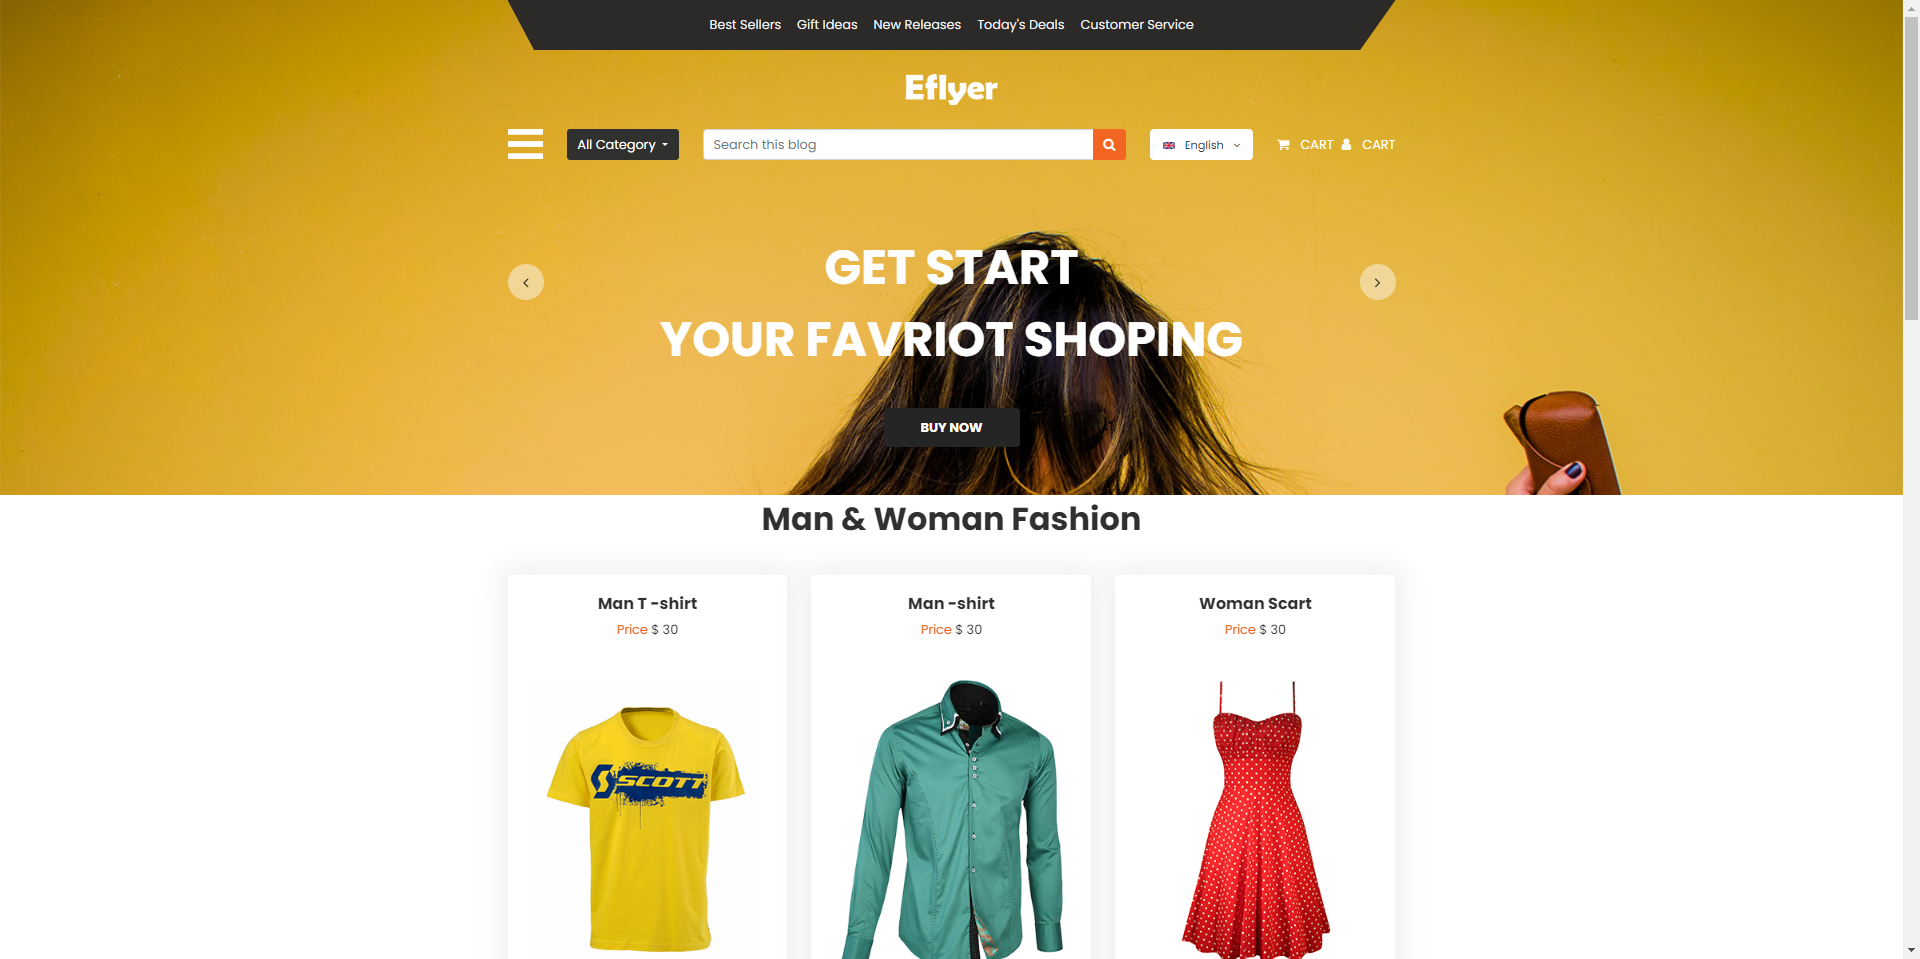 Best Sellers Gift Ideas New Releases Today's Deals Customer Service
Eflyer
All Category Search this blog English CART CART
GET START
YOUR FAVRIOT SHOPING
BUY NOW
Man & Woman Fashion
Man T -shirt Man -shirt Woman Scart
Price $ 30 Price $ 30 Price $ 30
SCOTT